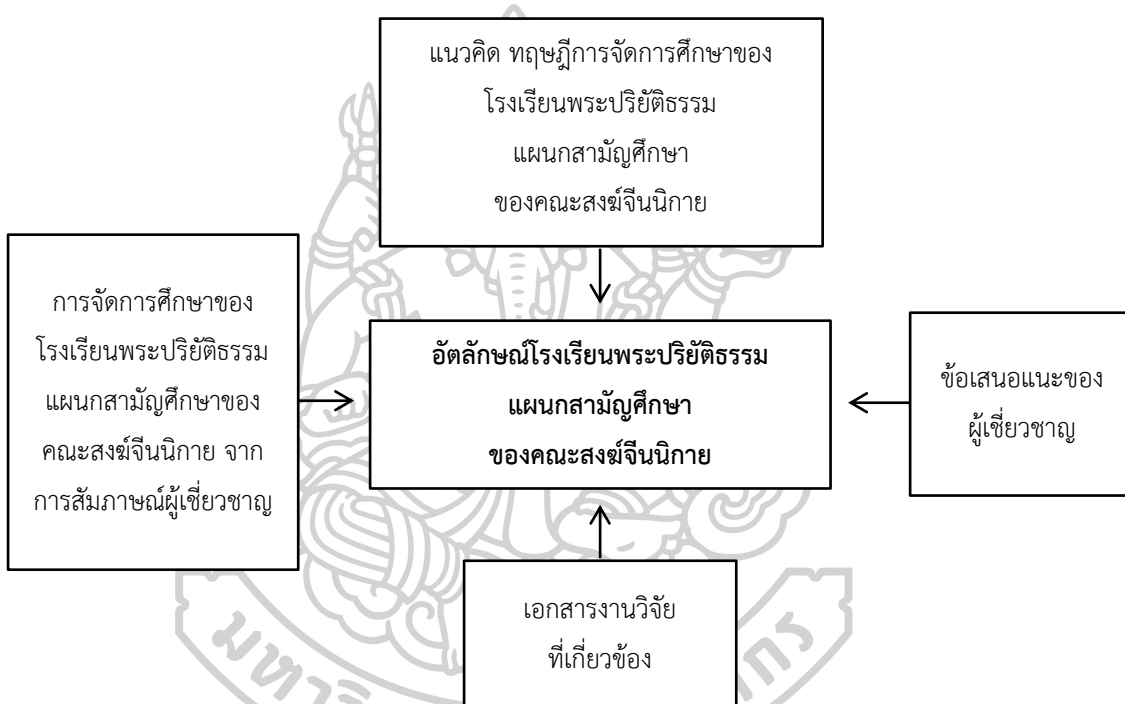 แนวคิด ทฤษฎีการจัดการศึกษาของ
โรงเรียนพระปริยัติธรรม
แผนกสามัญศึกษา
ของคณะสงฆ์จีนนิกาย
การจัดการศึกษาของ
โรงเรียนพระปริยัติธรรม
แผนกสามัญศึกษาของ
คณะสงฆ์จีนนิกาย จาก
การสัมภาษณ์ผู้เชี่ยวชาญ
อัตลักษณ์โรงเรียนพระปริยัติธรรม
แผนกสามัญศึกษา
ของคณะสงฆ์จีนนิกาย
ข้อเสนอแนะของ
ผู้เชี่ยวชาญ
เอกสารงานวิจัย
ที่เกี่ยวข้อง